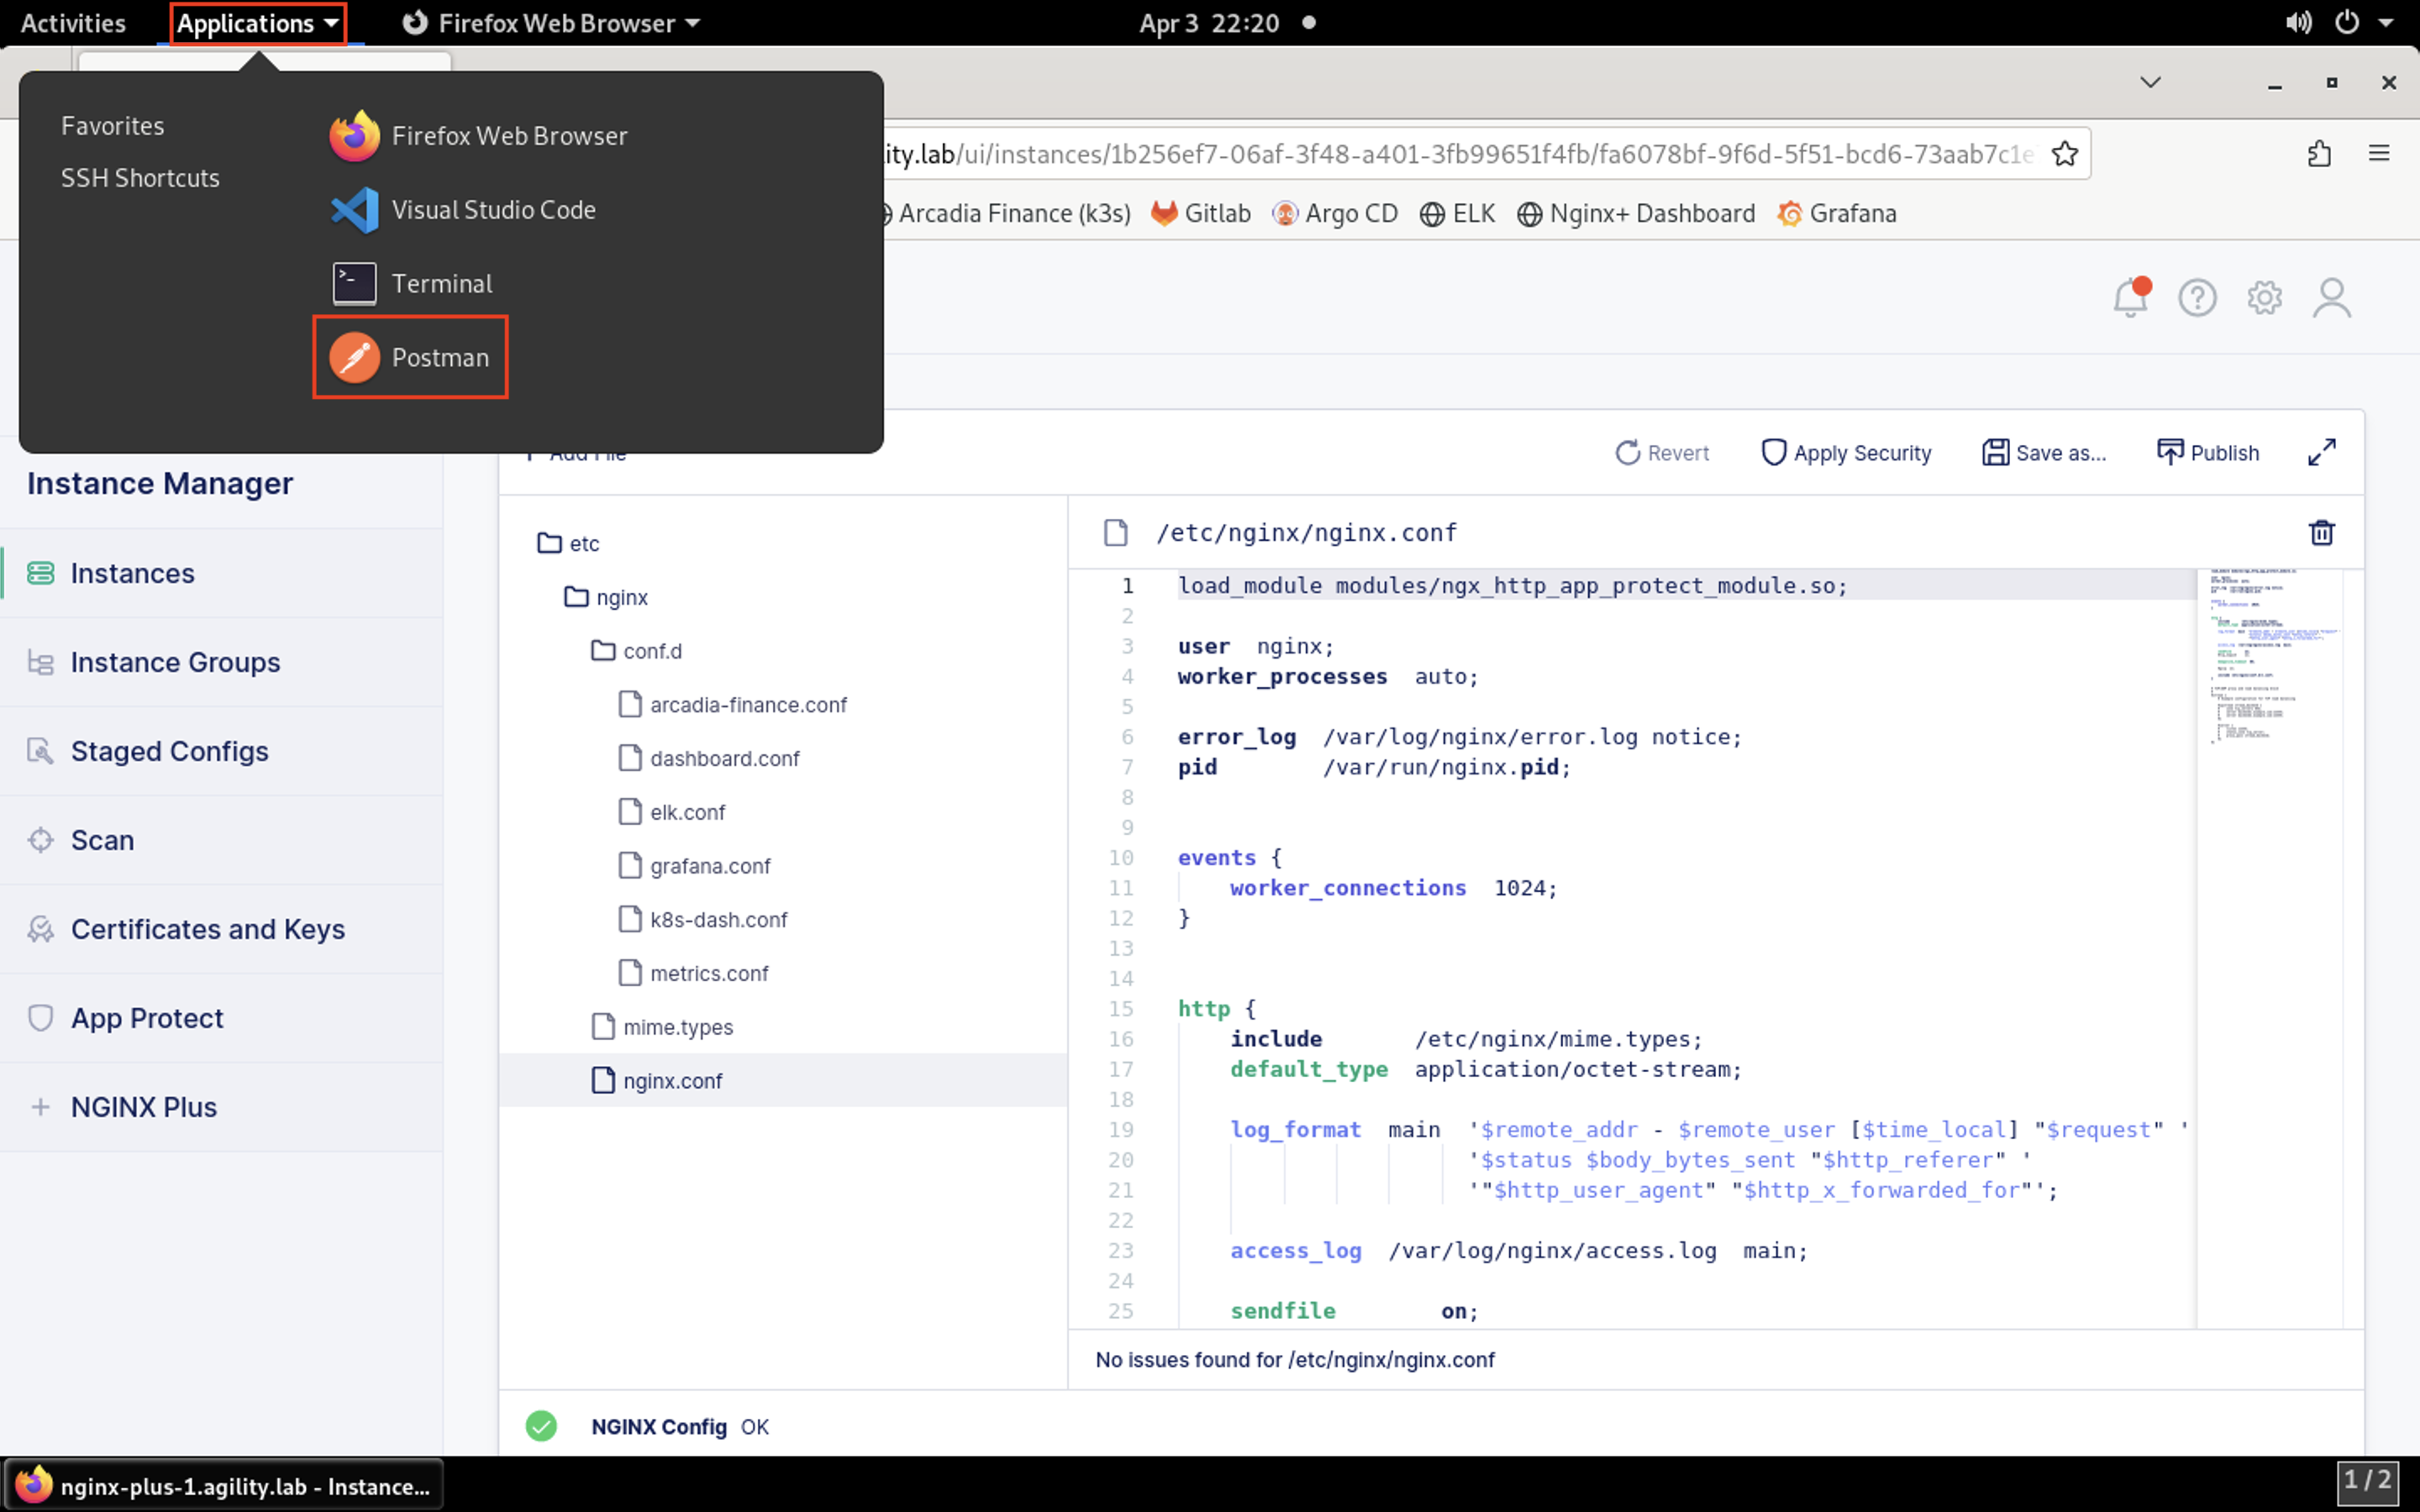 Activities Applications Firefox Web Browser Apr 3 22:20
Favorites
SSH Shortcuts
Firefox Web Browser
Visual Studio Code
Terminal
Postman
ity.lab/ui/instances/1b256ef7-06af-3f48-a401-3fb99651f4fb/fa6078bf-9f6d-5f51-bcd6-73aab7c1e
Arcadia Finance (k3s) Gitlab Argo CD ELK Nginx+ Dashboard Grafana
Add File Revert Apply Security Save as... Publish
Instance Manager
Instances
Instance Groups
Staged Configs
Scan
Certificates and Keys
App Protect
NGINX Plus
etc
nginx
conf.d
arcadia-finance.conf
dashboard.conf
elk.conf
grafana.conf
k8s-dash.conf
metrics.conf
mime.types
nginx.conf
/etc/nginx/nginx.conf
1 load_module modules/ngx_http_app_protect_module.so;
2
3 user  nginx;
4 worker_processes  auto;
5
6 error_log  /var/log/nginx/error.log notice;
7 pid        /var/run/nginx.pid;
8
9
10 events {
11     worker_connections  1024;
12 }
13
14
15 http {
16     include       /etc/nginx/mime.types;
17     default_type  application/octet-stream;
18
19     log_format  main  '$remote_addr - $remote_user [$time_local] "$request" '
20                       '$status $body_bytes_sent "$http_referer" '
21                       '"$http_user_agent" "$http_x_forwarded_for"';
22
23     access_log  /var/log/nginx/access.log  main;
24
25     sendfile        on;
No issues found for /etc/nginx/nginx.conf
NGINX Config OK
nginx-plus-1.agility.lab - Instance...
1 / 2